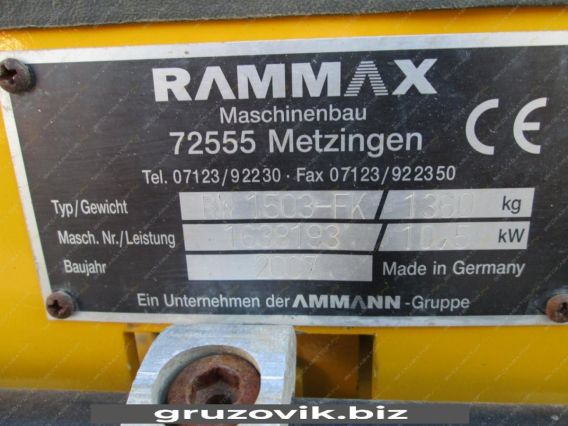 RAMMAX
Maschinenbau
72555 Metzingen
CE
Tel. 07123/92230 · Fax 07123/922350
Typ/Gewicht RW 1503-FK / 1360 kg
Masch. Nr./Leistung / 10,5 kW
Baujahr 2007 Made in Germany
Ein Unternehmen der AMMANN-Gruppe
gruzovik.biz